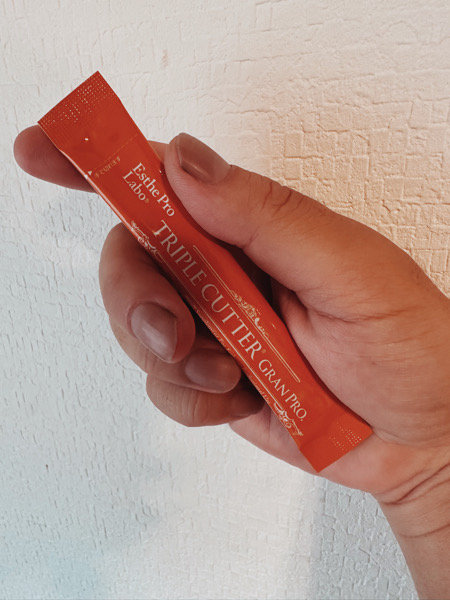 Esthe Pro
Labo®
TRIPLE CUTTER® GRAN PRO.